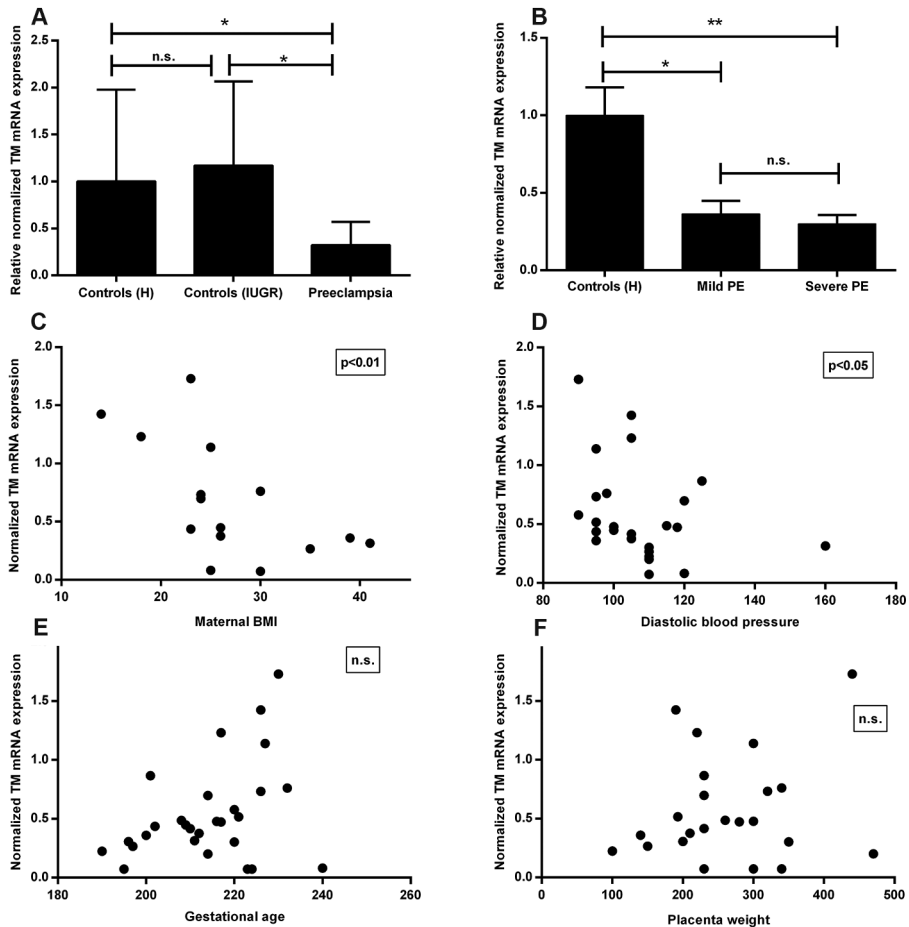 A
*
n.s.
*
Relative normalized TM mRNA expression
2.5
2.0
1.5
1.0
0.5
0.0
Controls (H)
Controls (IUGR)
Preeclampsia
B
**
*
n.s.
Relative normalized TM mRNA expression
1.5
1.0
0.5
0.0
Controls (H)
Mild PE
Severe PE
C
p<0.01
Normalized TM mRNA expression
2.0
1.5
1.0
0.5
0.0
10
20
30
40
Maternal BMI
D
p<0.05
Normalized TM mRNA expression
2.0
1.5
1.0
0.5
0.0
80
100
120
140
160
180
Diastolic blood pressure
E
n.s.
Normalized TM mRNA expression
1.5
1.0
0.5
0.0
180
200
220
240
260
Gestational age
F
n.s.
Normalized TM mRNA expression
1.5
1.0
0.5
0.0
0
100
200
300
400
500
Placenta weight